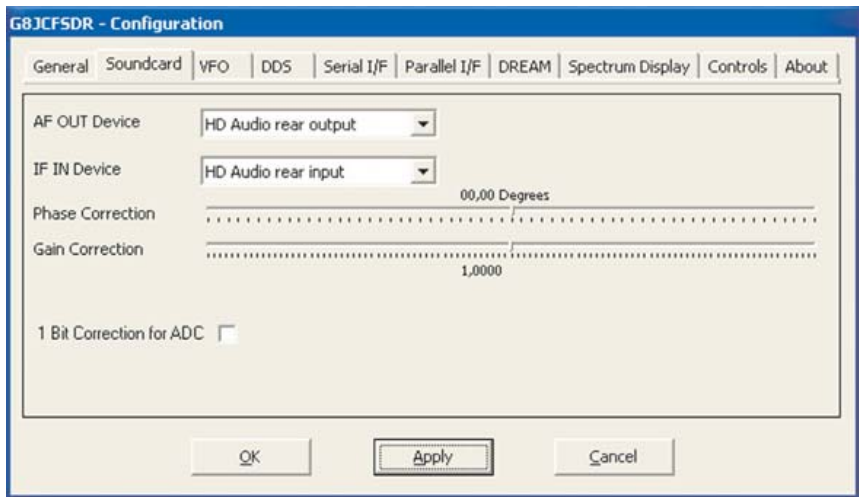 G8JCFSDR - Configuration
General Soundcard VFO DDS Serial I/F Parallel I/F DREAM Spectrum Display Controls About
AF OUT Device HD Audio rear output
IF IN Device HD Audio rear input
00,00 Degrees
Phase Correction
Gain Correction
1,0000
1 Bit Correction for ADC
OK Apply Cancel